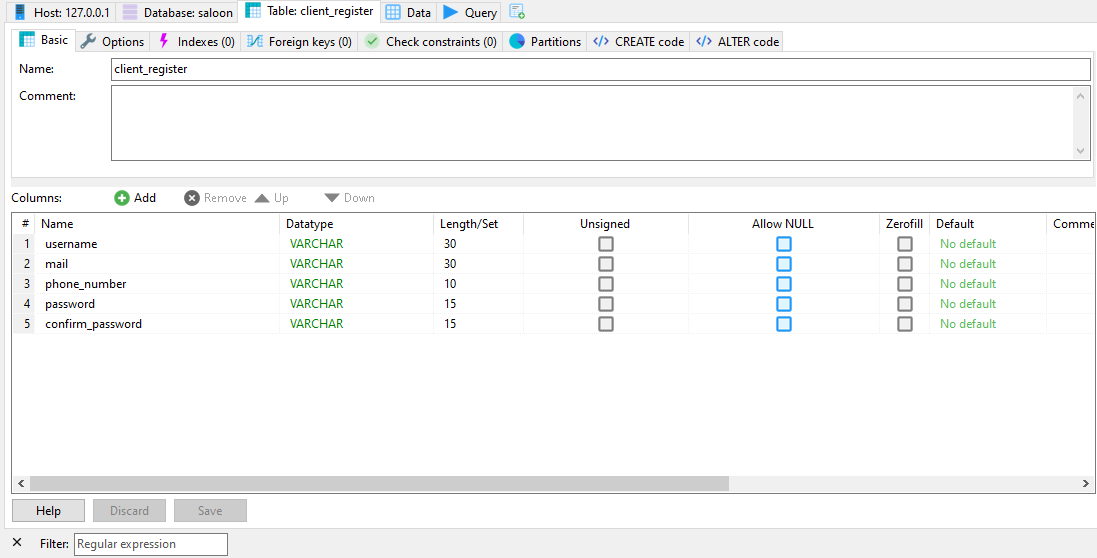 Host: 127.0.0.1 Database: saloon Table: client_register Data Query
Basic Options Indexes (0) Foreign keys (0) Check constraints (0) Partitions CREATE code ALTER code
Name: client_register
Comment:
Columns: Add Remove Up Down
# Name Datatype Length/Set Unsigned Allow NULL Zerofill Default Comme
1 username VARCHAR 30 No default
2 mail VARCHAR 30 No default
3 phone_number VARCHAR 10 No default
4 password VARCHAR 15 No default
5 confirm_password VARCHAR 15 No default
Help Discard Save
Filter: Regular expression